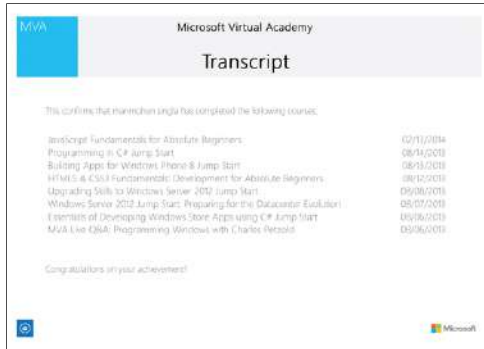 MVA
Microsoft Virtual Academy
Transcript
This confirms that manmohan singla has completed the following courses:
JavaScript Fundamentals for Absolute Beginners 02/13/2014
Programming in C# Jump Start 08/14/2013
Building Apps for Windows Phone 8 Jump Start 08/13/2013
HTML5 & CSS3 Fundamentals: Development for Absolute Beginners 08/12/2013
Upgrading Skills to Windows Server 2012 Jump Start 08/08/2013
Windows Server 2012 Jump Start: Preparing for the Datacenter Evolution 08/07/2013
Essentials of Developing Windows Store Apps using C# Jump Start 08/06/2013
MVA Live Q&A: Programming Windows with Charles Petzold 08/06/2013
Congratulations on your achievement!
Microsoft